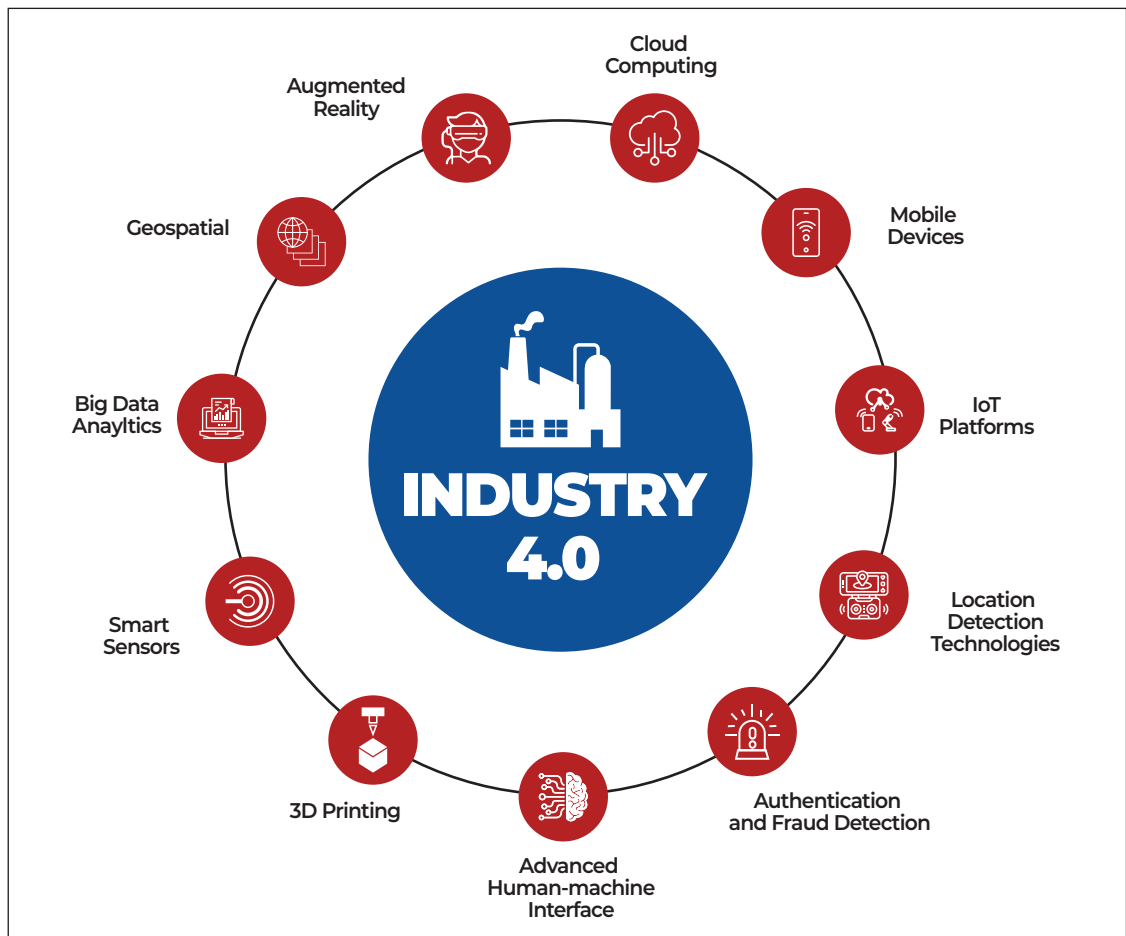 Cloud
Computing
Augmented
Reality
Mobile
Devices
Geospatial
IoT
Platforms
Big Data
Anayltics
INDUSTRY
4.0
Location
Detection
Technologies
Smart
Sensors
Authentication
and Fraud Detection
3D Printing
Advanced
Human-machine
Interface